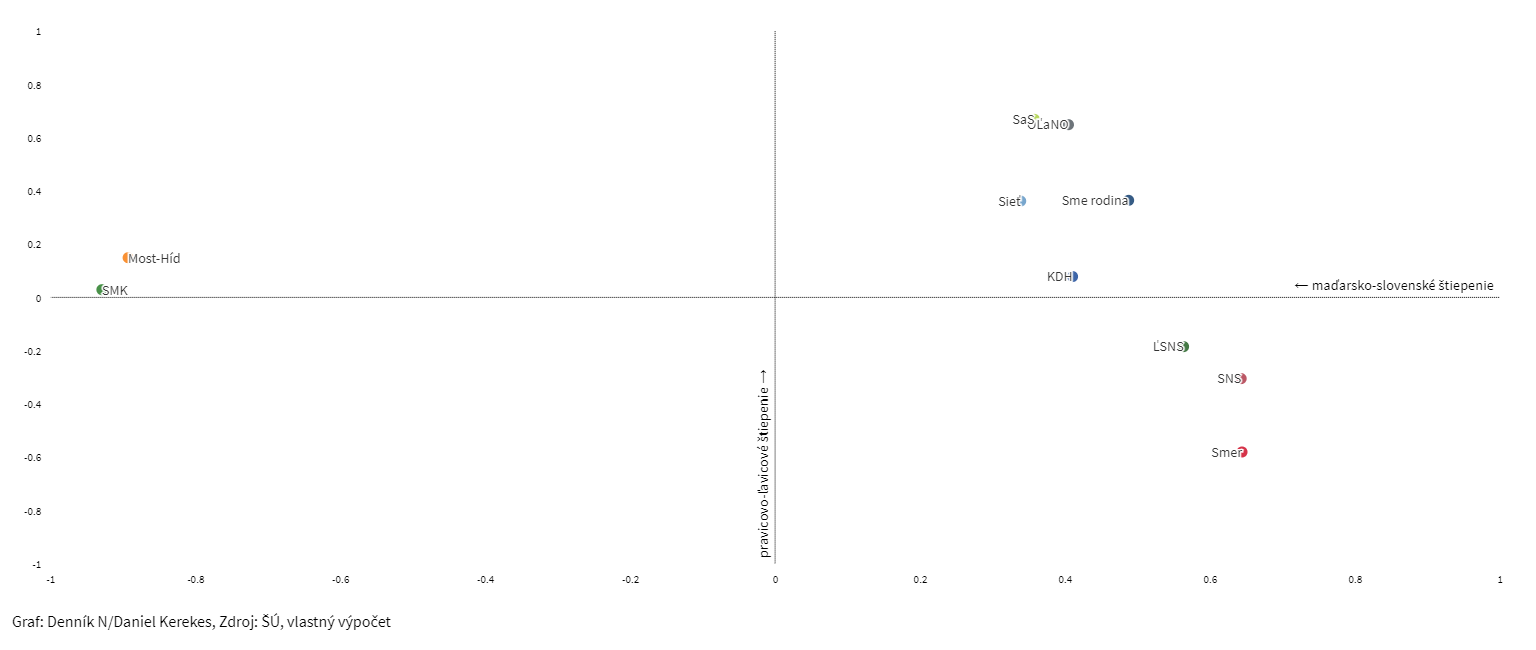 1
0.8
0.6
0.4
0.2
0
-0.2
-0.4
-0.6
-0.8
-1
SaS
OĽaNO
Sieť
Sme rodina
Most-Híd
SMK
KDH
← maďarsko-slovenské štiepenie
ĽSNS
SNS
Smer
pravicovo-ľavicové štiepenie →
-1 -0.8 -0.6 -0.4 -0.2 0 0.2 0.4 0.6 0.8 1
Graf: Denník N/Daniel Kerekes, Zdroj: ŠÚ, vlastný výpočet